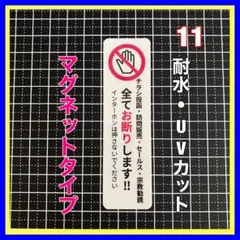 11
耐水・UVカット
チラシ投函・訪問販売・セールス・宗教勧誘
全てお断りします!!
インターホンは押さないでください
マグネットタイプ